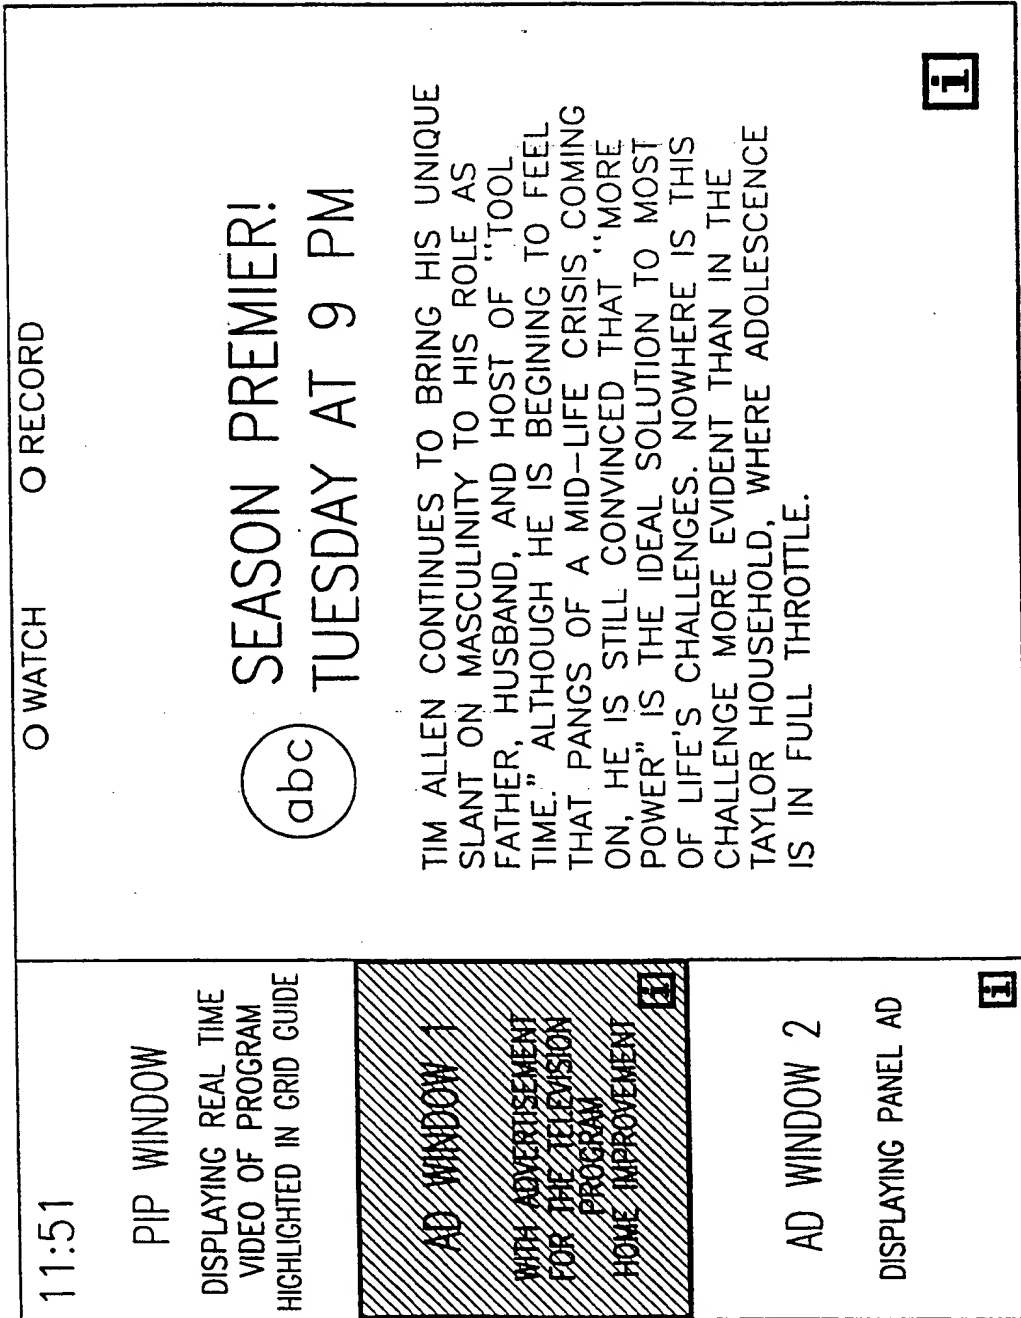 11:51
O WATCH
O RECORD
PIP WINDOW
DISPLAYING REAL TIME
VIDEO OF PROGRAM
HIGHLIGHTED IN GRID GUIDE
AD WINDOW 1
WITH ADVERTISEMENT
FOR THE TELEVISION
PROGRAM
HOME IMPROVEMENT
i
AD WINDOW 2
DISPLAYING PANEL AD
i
abc
SEASON PREMIER!
TUESDAY AT 9 PM
TIM ALLEN CONTINUES TO BRING HIS UNIQUE
SLANT ON MASCULINITY TO HIS ROLE AS
FATHER, HUSBAND, AND HOST OF ‘‘TOOL
TIME.” ALTHOUGH HE IS BEGINING TO FEEL
THAT PANGS OF A MID–LIFE CRISIS COMING
ON, HE IS STILL CONVINCED THAT ‘‘MORE
POWER” IS THE IDEAL SOLUTION TO MOST
OF LIFE'S CHALLENGES. NOWHERE IS THIS
CHALLENGE MORE EVIDENT THAN IN THE
TAYLOR HOUSEHOLD, WHERE ADOLESCENCE
IS IN FULL THROTTLE.
i